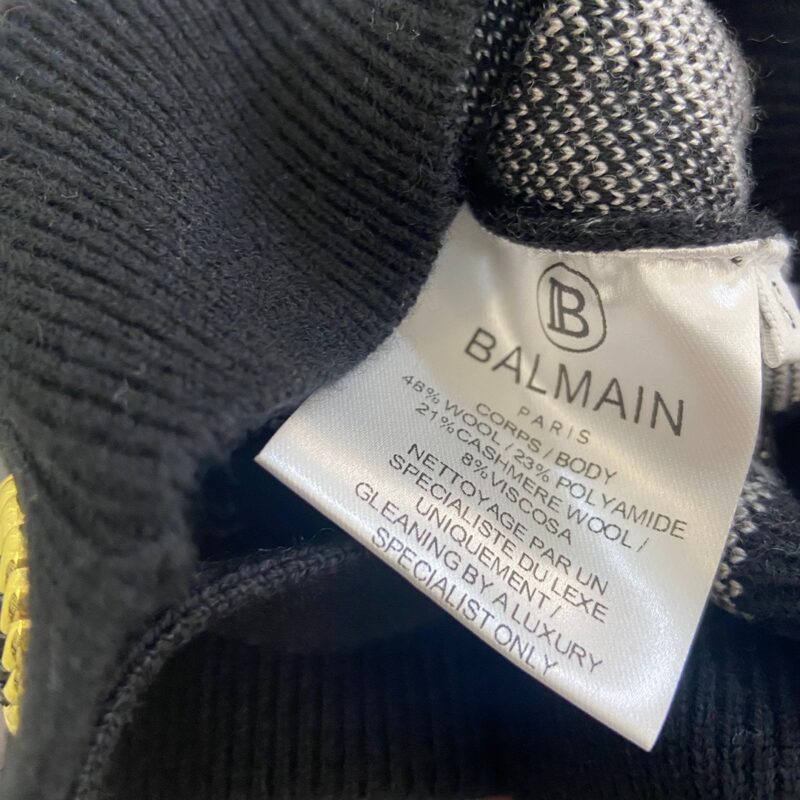 B
BALMAIN
PARIS
CORPS / BODY
48% WOOL / 23% POLYAMIDE
21% CASHMERE WOOL /
8% VISCOSA
NETTOYAGE PAR UN
SPECIALISTE DU LEXE
UNIQUEMENT /
GLEANING BY A LUXURY
SPECIALIST ONLY